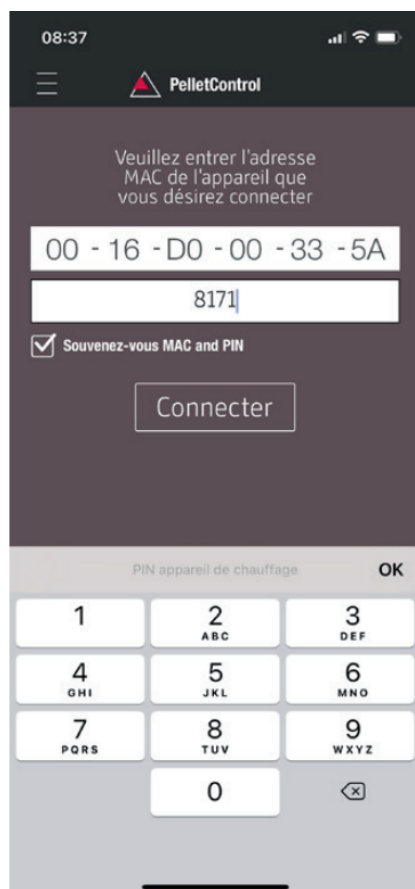 08:37
PelletControl
Veuillez entrer l'adresse
MAC de l'appareil que
vous désirez connecter
00 - 16 - D0 - 00 - 33 - 5A
8171
Souvenez-vous MAC and PIN
Connecter
PIN appareil de chauffage OK
1 2 3
ABC DEF
4 5 6
GHI JKL MNO
7 8 9
PQRS TUV WXYZ
0